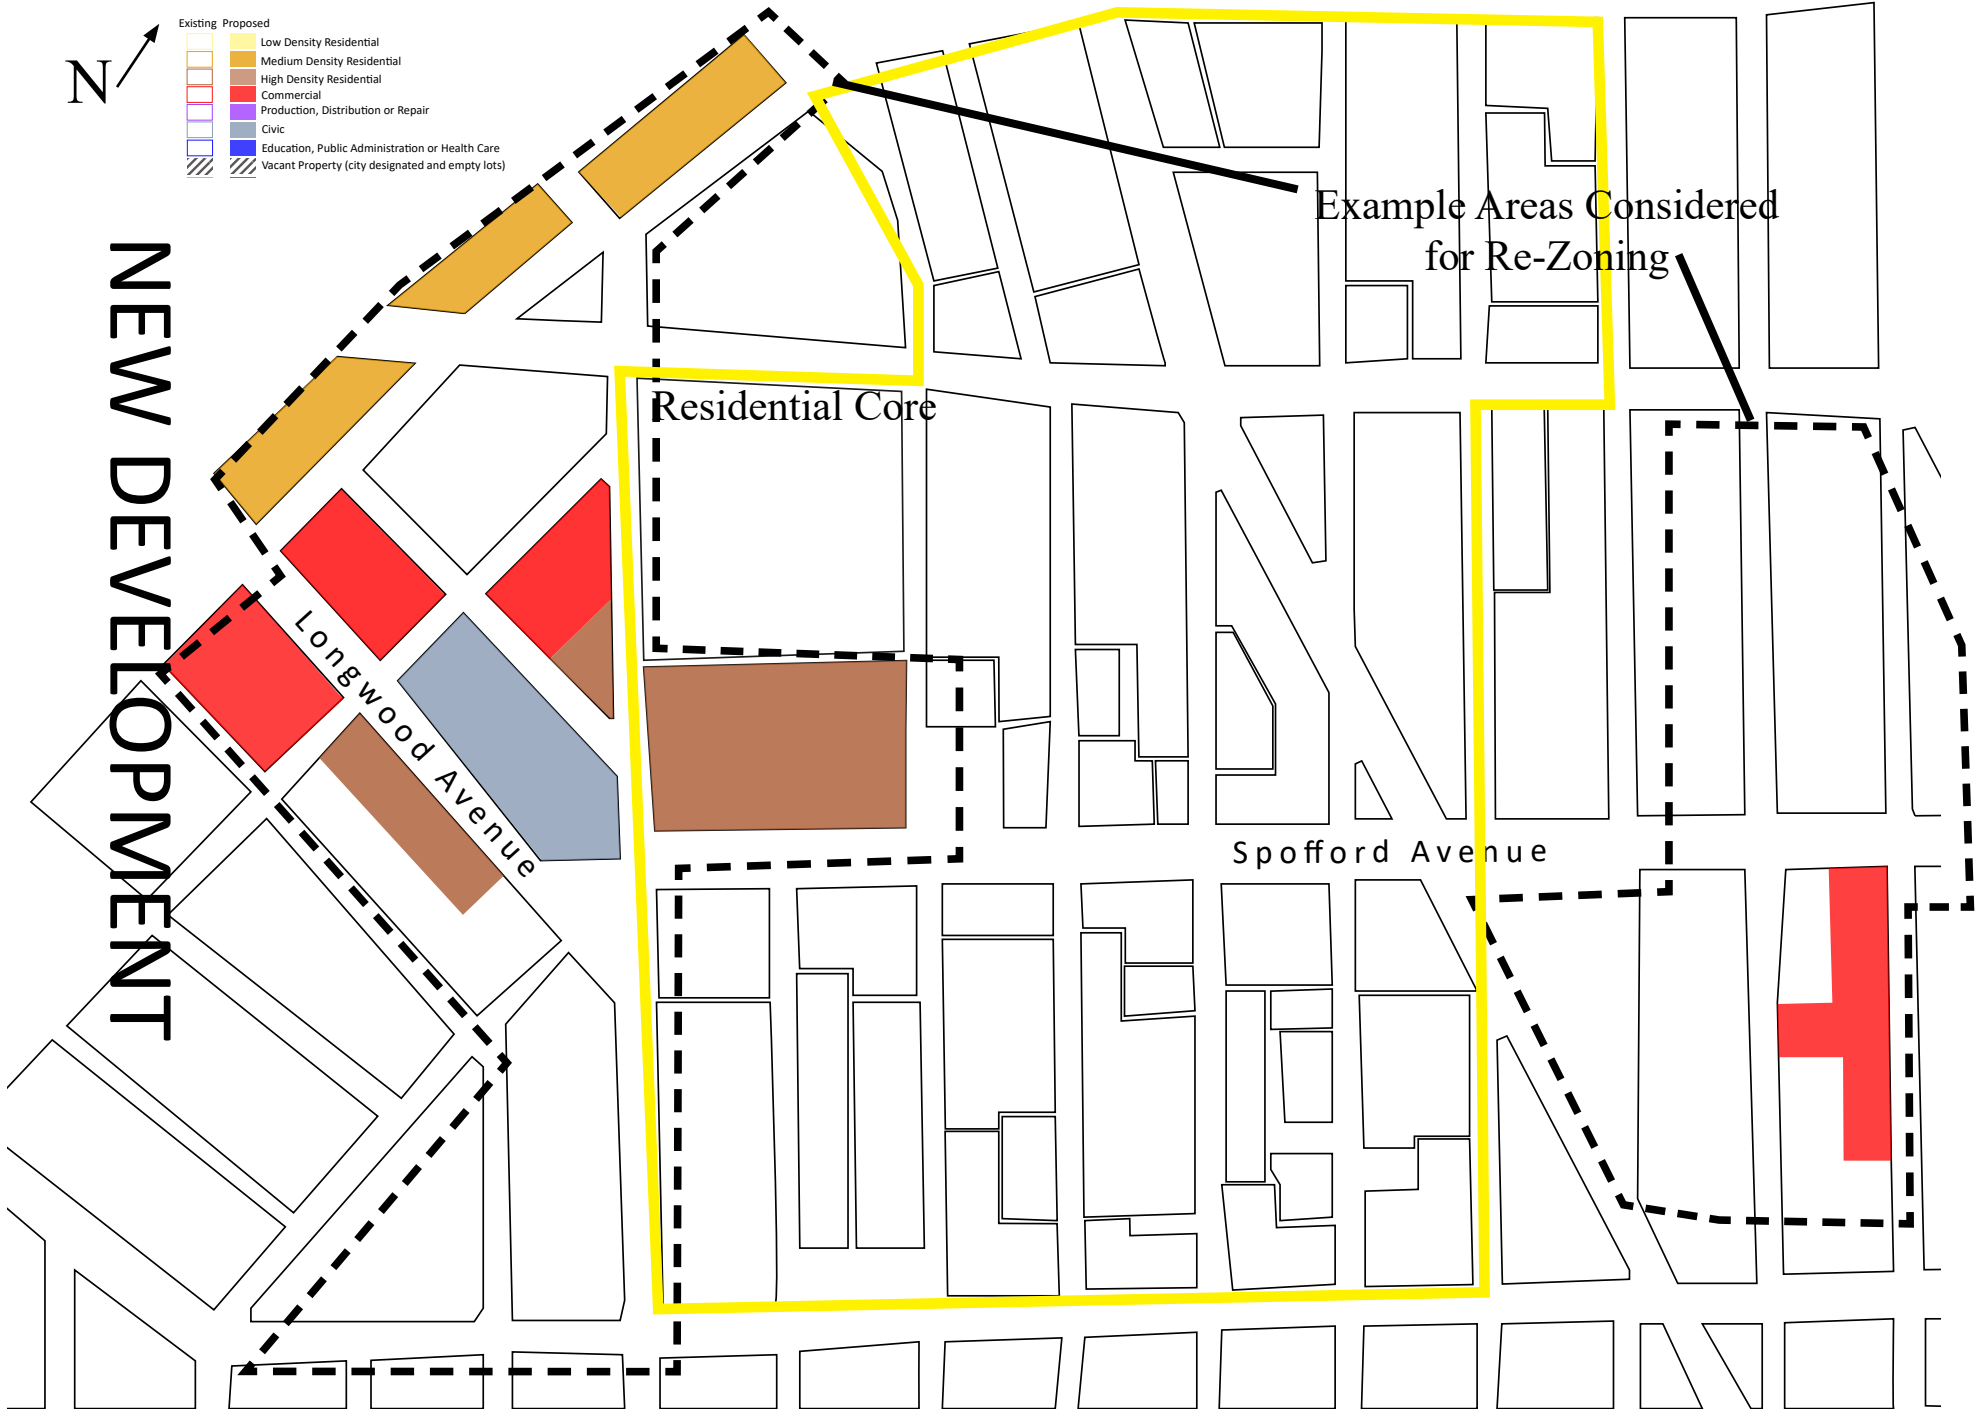 N
Existing Proposed
Low Density Residential
Medium Density Residential
High Density Residential
Commercial
Production, Distribution or Repair
Civic
Education, Public Administration or Health Care
Vacant Property (city designated and empty lots)
NEW DEVELOPMENT
Example Areas Considered
for Re-Zoning
Residential Core
Longwood Avenue
Spofford Avenue